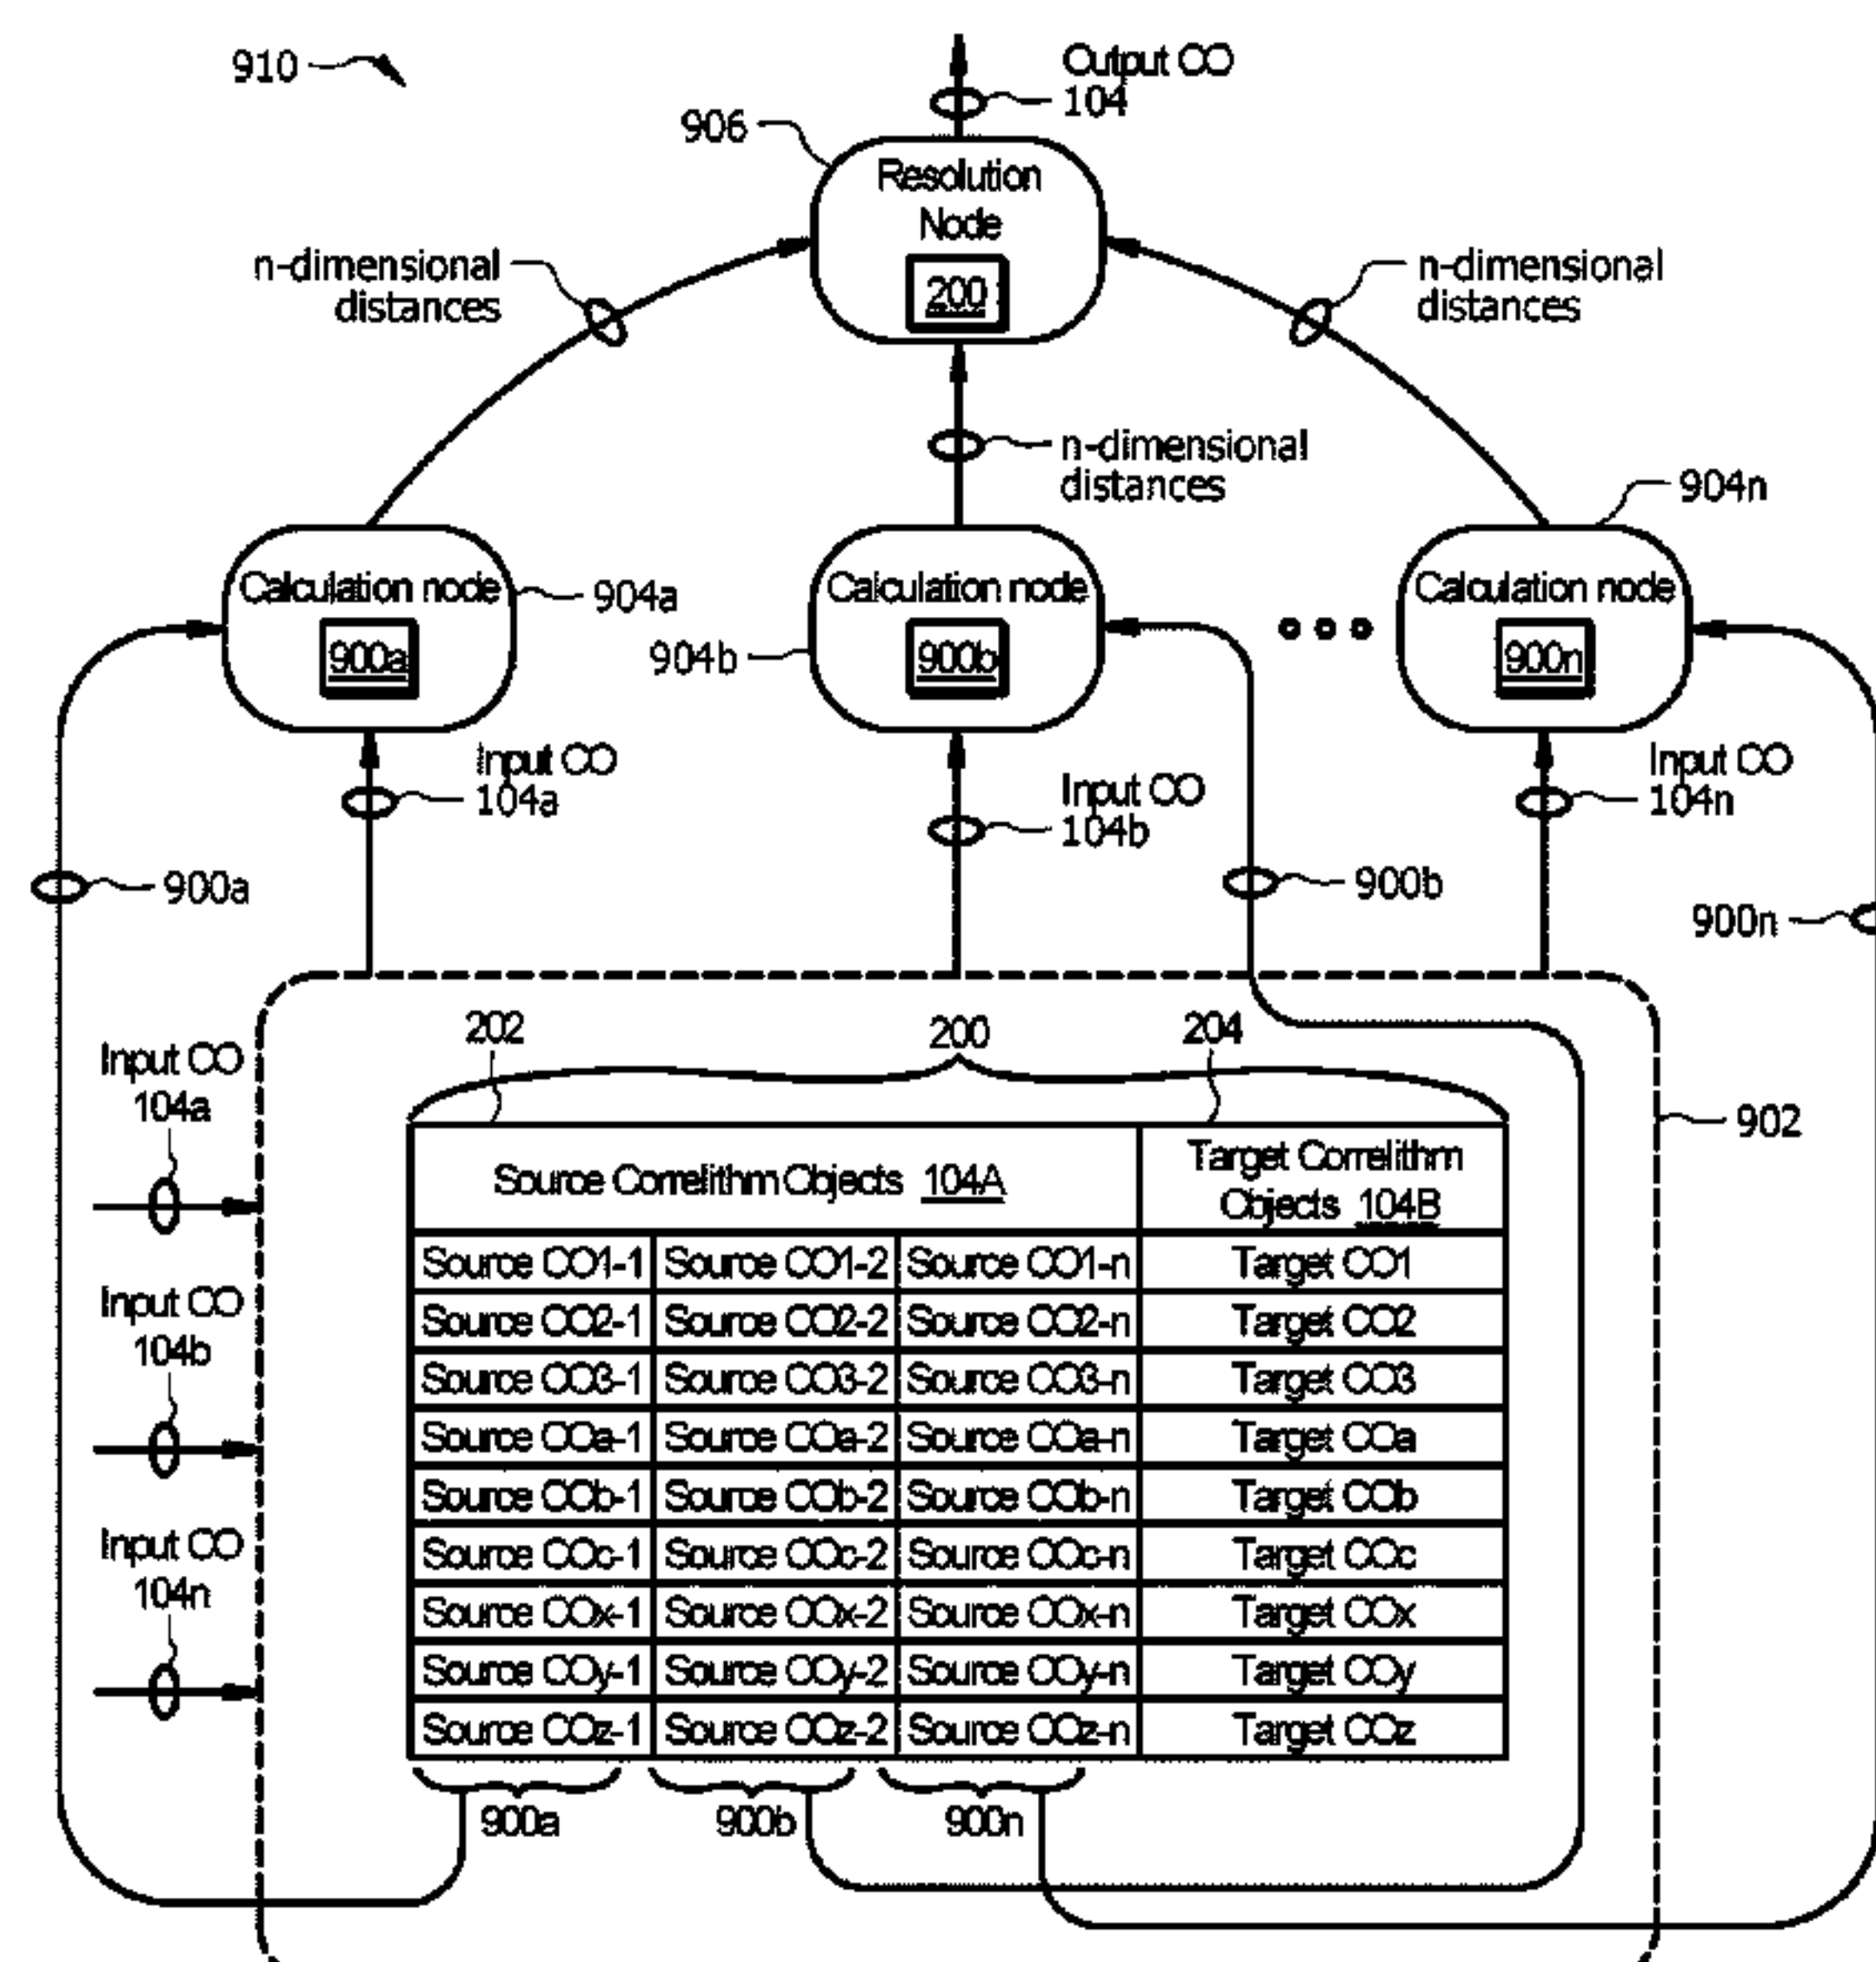 910
Output CO
104
906
Resolution
Node
200
n-dimensional
distances
n-dimensional
distances
n-dimensional
distances
904n
Calculation node
900a
904a
904b
Calculation node
900b
Calculation node
900n
Input CO
104a
Input CO
104b
Input CO
104n
900a
900b
900n
202
200
204
902
Input CO
104a
Input CO
104b
Input CO
104n
Source Correlithm Objects 104A
Target Correlithm
Objects 104B
Source CO1-1 Source CO1-2 Source CO1-n Target CO1
Source CO2-1 Source CO2-2 Source CO2-n Target CO2
Source CO3-1 Source CO3-2 Source CO3-n Target CO3
Source COa-1 Source COa-2 Source COa-n Target COa
Source COb-1 Source COb-2 Source COb-n Target COb
Source COc-1 Source COc-2 Source COc-n Target COc
Source COx-1 Source COx-2 Source COx-n Target COx
Source COy-1 Source COy-2 Source COy-n Target COy
Source COz-1 Source COz-2 Source COz-n Target COz
900a
900b
900n